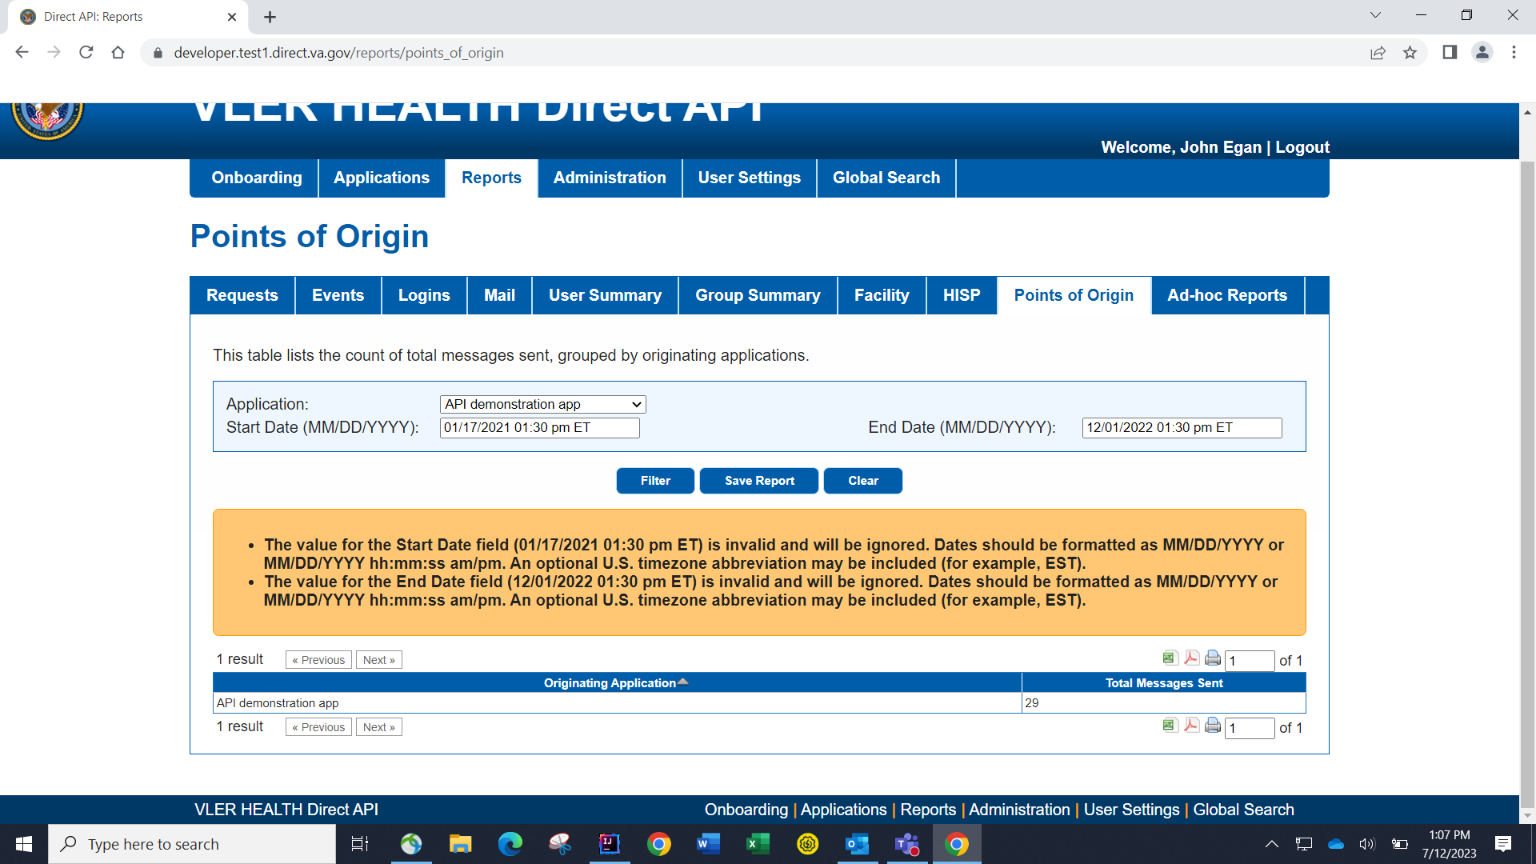 Direct API: Reports
developer.test1.direct.va.gov/reports/points_of_origin
VLER HEALTH Direct API
Welcome, John Egan | Logout
Onboarding Applications Reports Administration User Settings Global Search
Points of Origin
Requests Events Logins Mail User Summary Group Summary Facility HISP Points of Origin Ad-hoc Reports
This table lists the count of total messages sent, grouped by originating applications.
Application: API demonstration app
Start Date (MM/DD/YYYY): 01/17/2021 01:30 pm ET End Date (MM/DD/YYYY): 12/01/2022 01:30 pm ET
Filter Save Report Clear
• The value for the Start Date field (01/17/2021 01:30 pm ET) is invalid and will be ignored. Dates should be formatted as MM/DD/YYYY or
MM/DD/YYYY hh:mm:ss am/pm. An optional U.S. timezone abbreviation may be included (for example, EST).
• The value for the End Date field (12/01/2022 01:30 pm ET) is invalid and will be ignored. Dates should be formatted as MM/DD/YYYY or
MM/DD/YYYY hh:mm:ss am/pm. An optional U.S. timezone abbreviation may be included (for example, EST).
1 result « Previous Next » 1 of 1
Originating Application Total Messages Sent
API demonstration app 29
1 result « Previous Next » 1 of 1
VLER HEALTH Direct API Onboarding | Applications | Reports | Administration | User Settings | Global Search
Type here to search
1:07 PM
7/12/2023